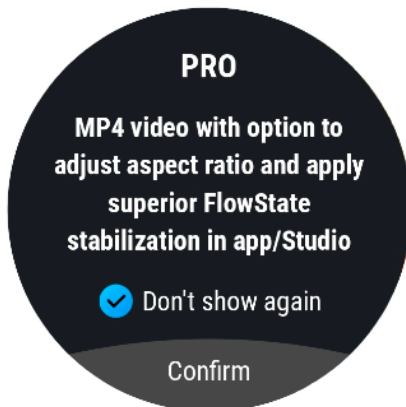 PRO
MP4 video with option to
adjust aspect ratio and apply
superior FlowState
stabilization in app/Studio
Don't show again
Confirm